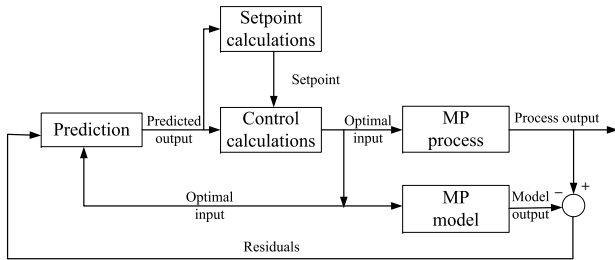 Setpoint
calculations
Setpoint
Prediction
Predicted
output
Control
calculations
Optimal
input
MP
process
Process output
Optimal
input
MP
model
Model
output
−
+
Residuals